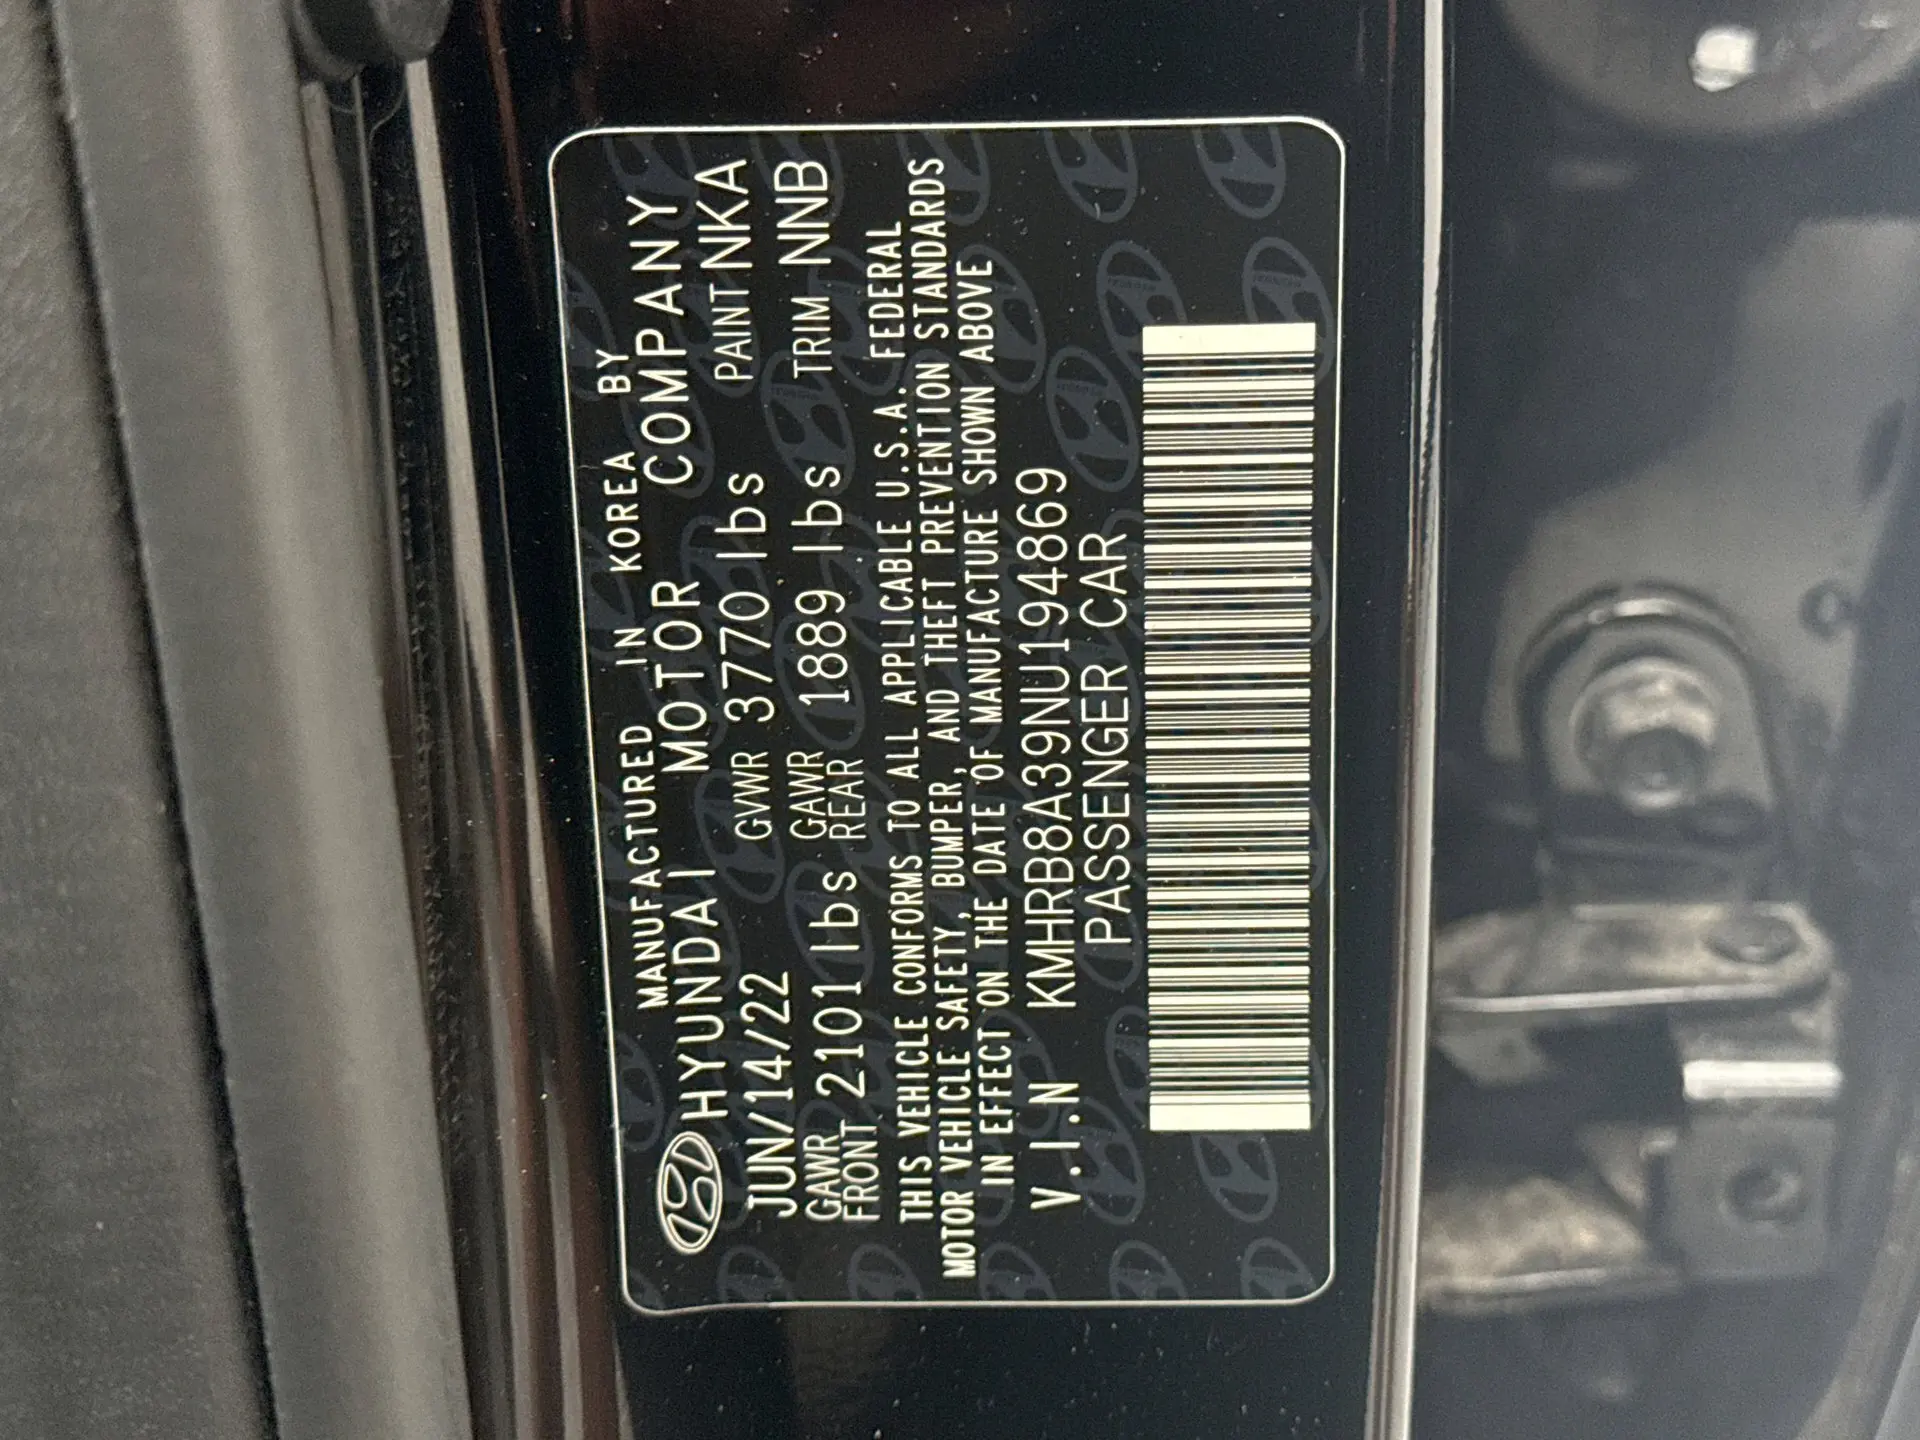 MANUFACTURED IN KOREA BY
HYUNDAI MOTOR COMPANY
JUN/14/22 GVWR 3770 lbs PAINT NKA
GAWR FRONT 2101 lbs GAWR REAR 1889 lbs TRIM NNB
THIS VEHICLE CONFORMS TO ALL APPLICABLE U.S.A. FEDERAL
MOTOR VEHICLE SAFETY, BUMPER, AND THEFT PREVENTION STANDARDS
IN EFFECT ON THE DATE OF MANUFACTURE SHOWN ABOVE
V.I.N KMHRB8A39NU194869
PASSENGER CAR